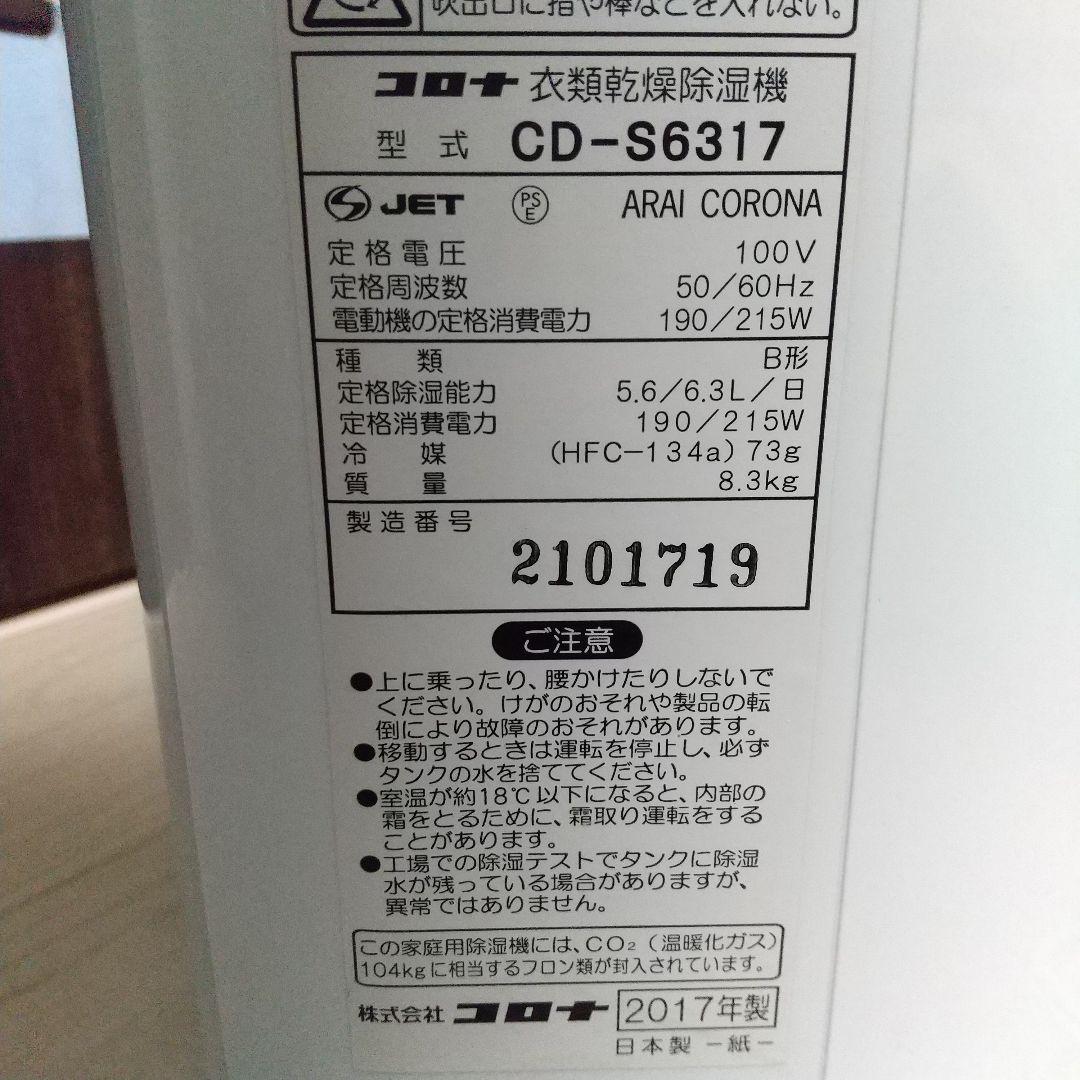 吹出口に指や棒などを入れない。
コロナ 衣類乾燥除湿機
型式 CD-S6317
JET PSE ARAI CORONA
定格電圧 100V
定格周波数 50/60Hz
電動機の定格消費電力 190/215W
種類 B形
定格除湿能力 5.6/6.3L/日
定格消費電力 190/215W
冷媒 (HFC-134a) 73g
質量 8.3kg
製造番号
2101719
ご注意
●上に乗ったり、腰かけたりしないで
ください。けがのおそれや製品の転
倒により故障のおそれがあります。
●移動するときは運転を停止し、必ず
タンクの水を捨ててください。
●室温が約18℃以下になると、内部の
霜をとるために、霜取り運転をする
ことがあります。
●工場での除湿テストでタンクに除湿
水が残っている場合がありますが、
異常ではありません。
この家庭用除湿機には、CO₂(温暖化ガス)
104kgに相当するフロン類が封入されています。
株式会社 コロナ 2017年製
日本製 -紙-